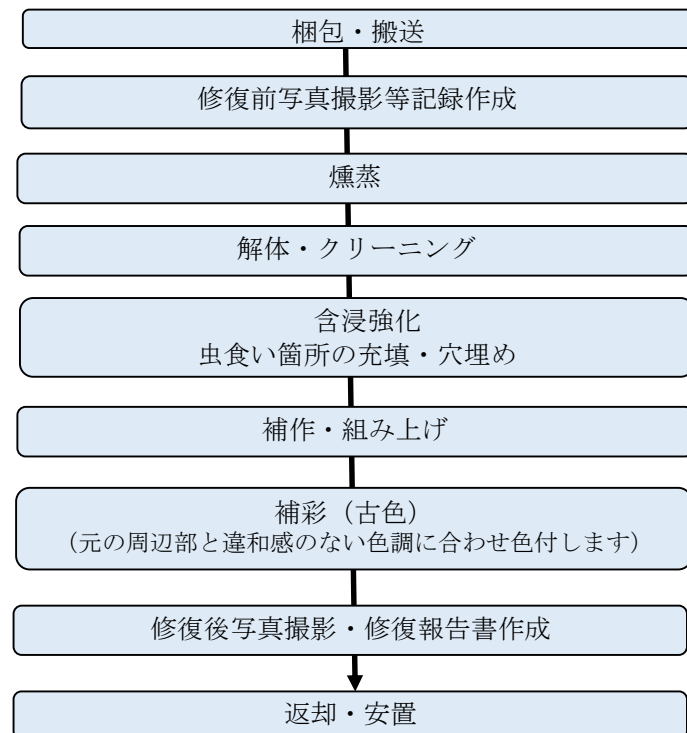 梱包・搬送
修復前写真撮影等記録作成
燻蒸
解体・クリーニング
含浸強化
虫食い箇所の充填・穴埋め
補作・組み上げ
補彩（古色）
（元の周辺部と違和感のない色調に合わせ色付します）
修復後写真撮影・修復報告書作成
返却・安置